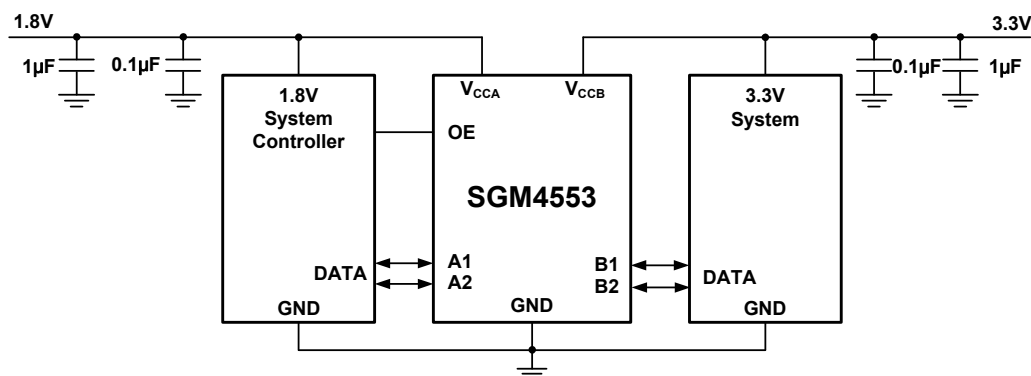 1.8V
3.3V
1µF
0.1µF
0.1µF
1µF
1.8V
System
Controller
DATA
GND
VCCA
VCCB
OE
SGM4553
A1
A2
B1
B2
GND
3.3V
System
DATA
GND